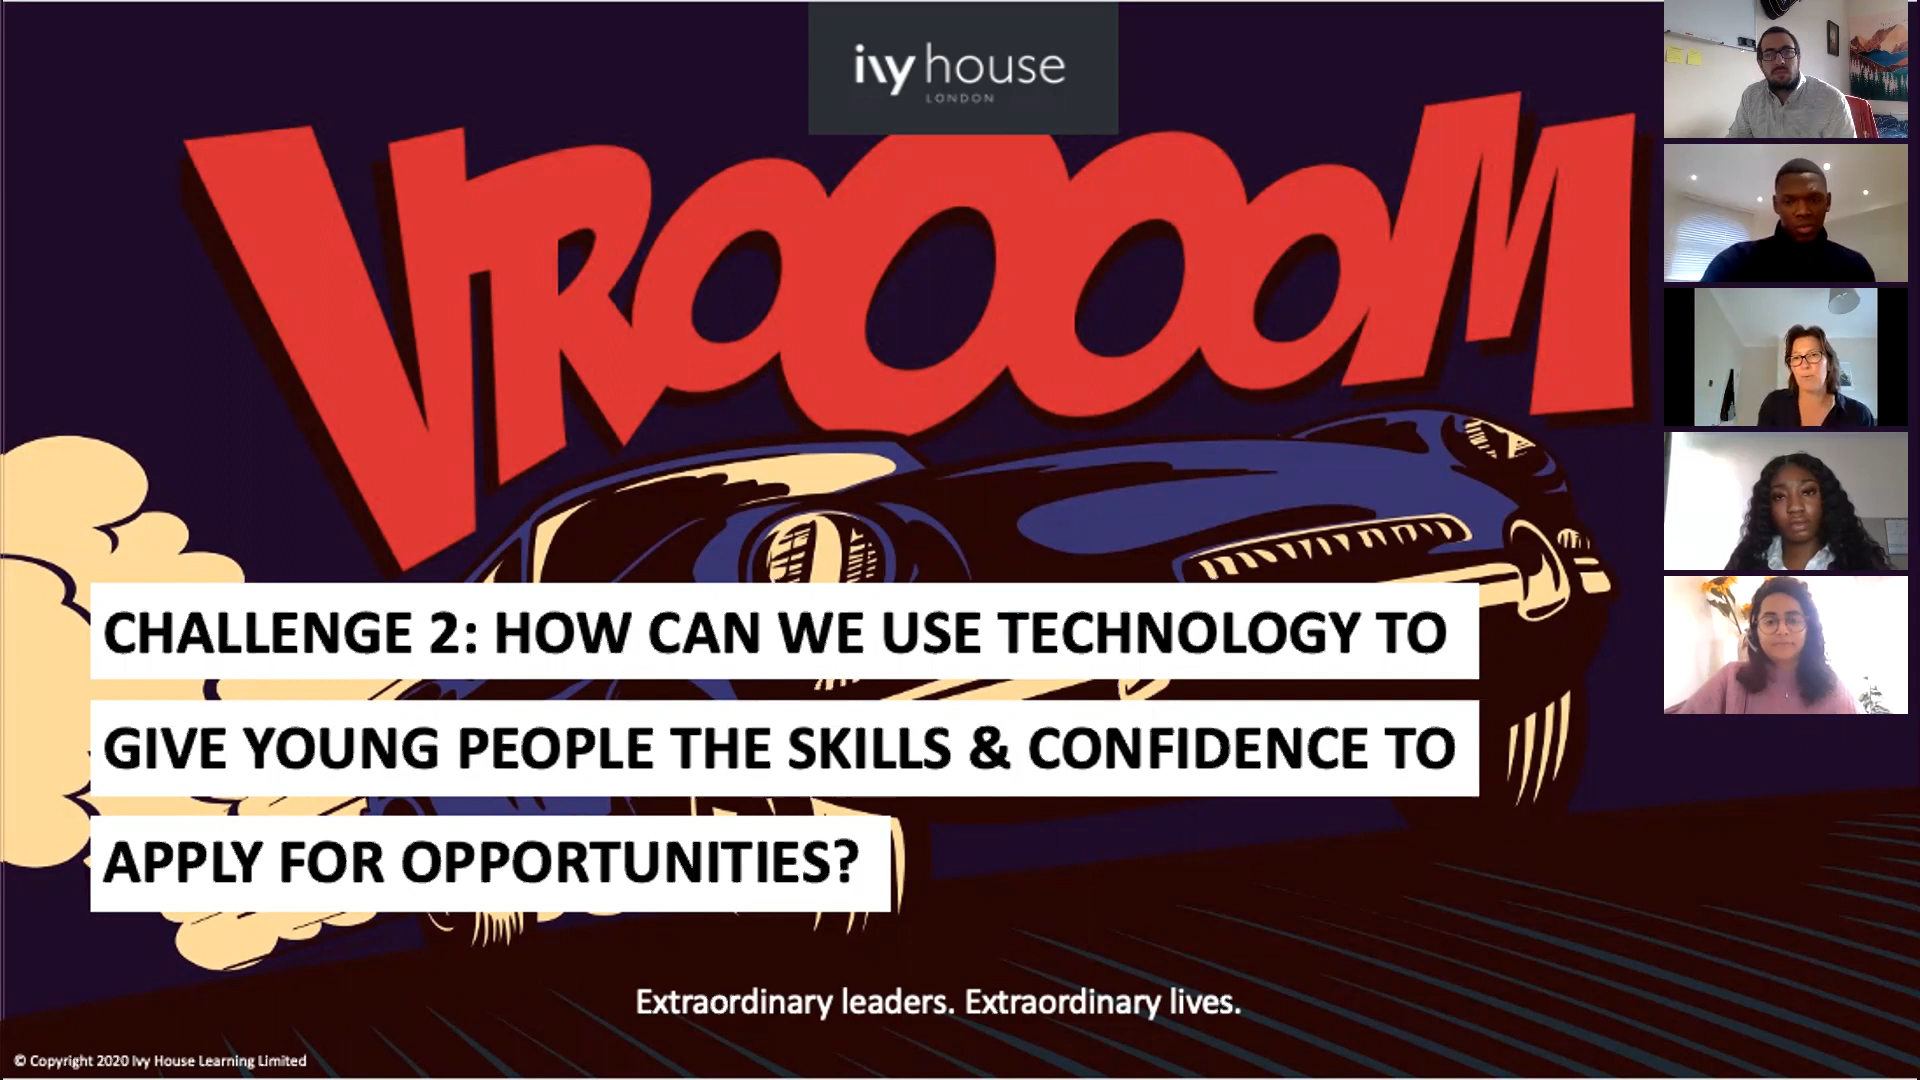 ivy house
LONDON
VROOOOM
CHALLENGE 2: HOW CAN WE USE TECHNOLOGY TO
GIVE YOUNG PEOPLE THE SKILLS & CONFIDENCE TO
APPLY FOR OPPORTUNITIES?
Extraordinary leaders. Extraordinary lives.
© Copyright 2020 Ivy House Learning Limited